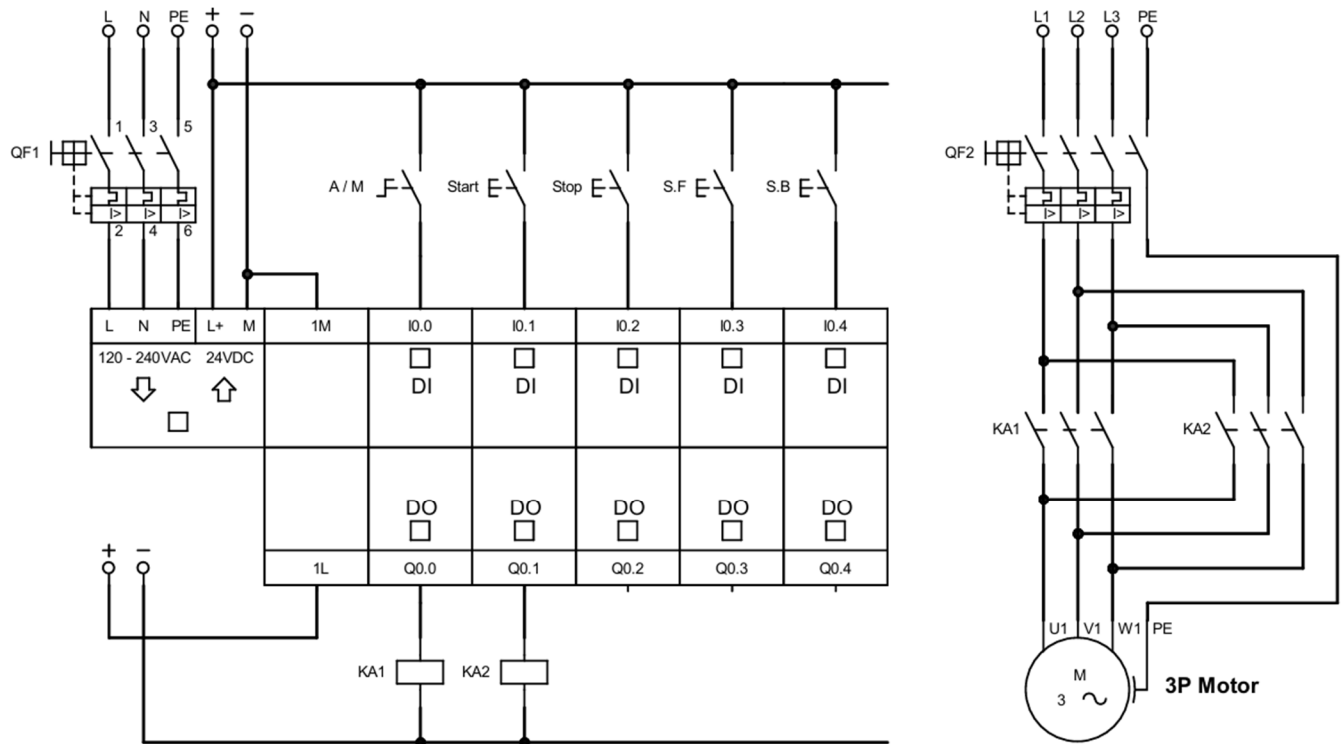 L N PE + −
L1 L2 L3 PE
1 3 5
QF1
QF2
A / M
Start
Stop
S.F
S.B
I> I> I>
I> I> I>
2 4 6
L N PE L+ M 1M I0.0 I0.1 I0.2 I0.3 I0.4
120 - 240VAC 24VDC
DI DI DI DI DI
KA1
KA2
DO DO DO DO DO
+ −
1L Q0.0 Q0.1 Q0.2 Q0.3 Q0.4
U1 V1 W1 PE
KA1
KA2
M
3 ~
3P Motor